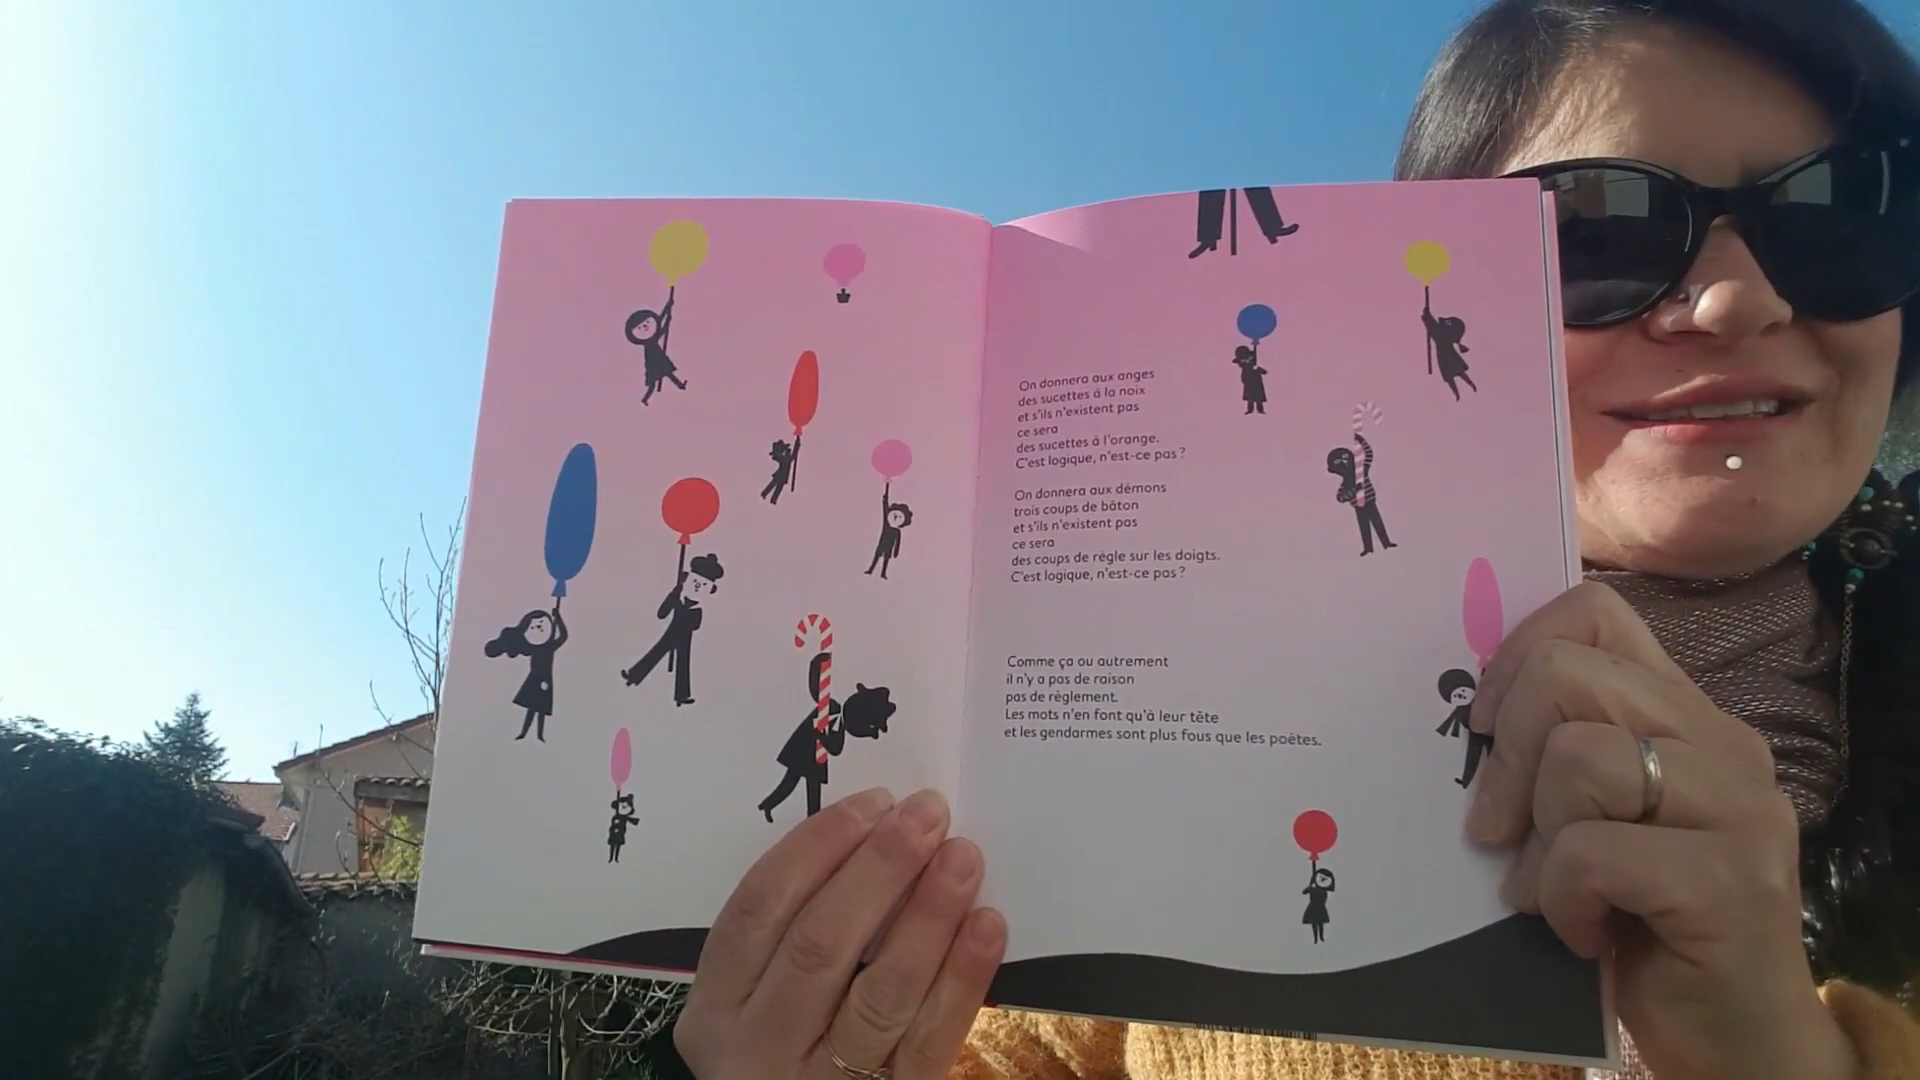 On donnera aux anges
des sucettes à la noix
et s'ils n'existent pas
ce sera
des sucettes à l'orange.
C'est logique, n'est-ce pas ?
On donnera aux démons
trois coups de bâton
et s'ils n'existent pas
ce sera
des coups de règle sur les doigts.
C'est logique, n'est-ce pas ?
Comme ça ou autrement
il n'y a pas de raison
pas de règlement.
Les mots n'en font qu'à leur tête
et les gendarmes sont plus fous que les poètes.